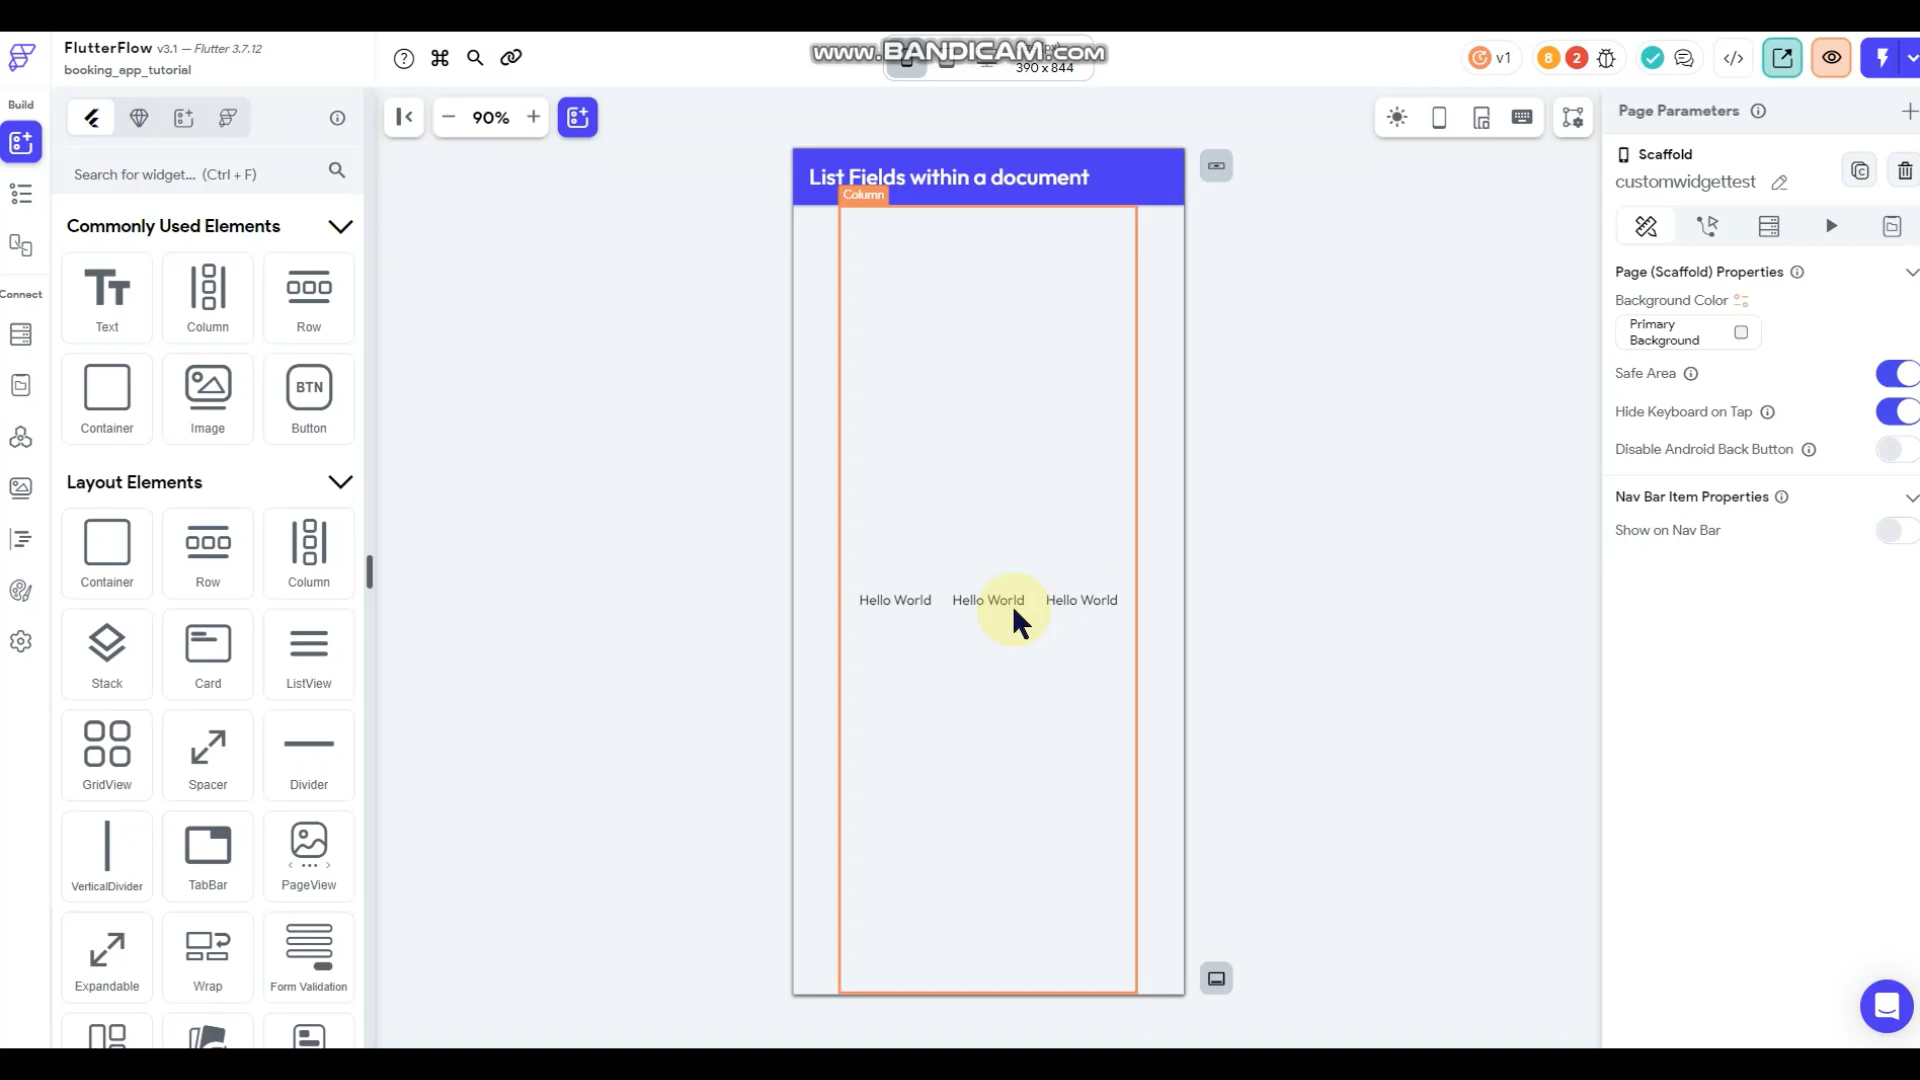 www.BANDICAM.com
FlutterFlow v3.1 — Flutter 3.7.12
booking_app_tutorial
390 x 844
v1
8
2
Build
Connect
90%
Search for widget... (Ctrl + F)
Commonly Used Elements
Text
Column
Row
Container
Image
BTN
Button
Layout Elements
Container
Row
Column
Stack
Card
ListView
GridView
Spacer
Divider
VerticalDivider
TabBar
PageView
Expandable
Wrap
Form Validation
List Fields within a document
Column
Hello World
Hello World
Hello World
Page Parameters
Scaffold
customwidgettest
Page (Scaffold) Properties
Background Color
Primary
Background
Safe Area
Hide Keyboard on Tap
Disable Android Back Button
Nav Bar Item Properties
Show on Nav Bar